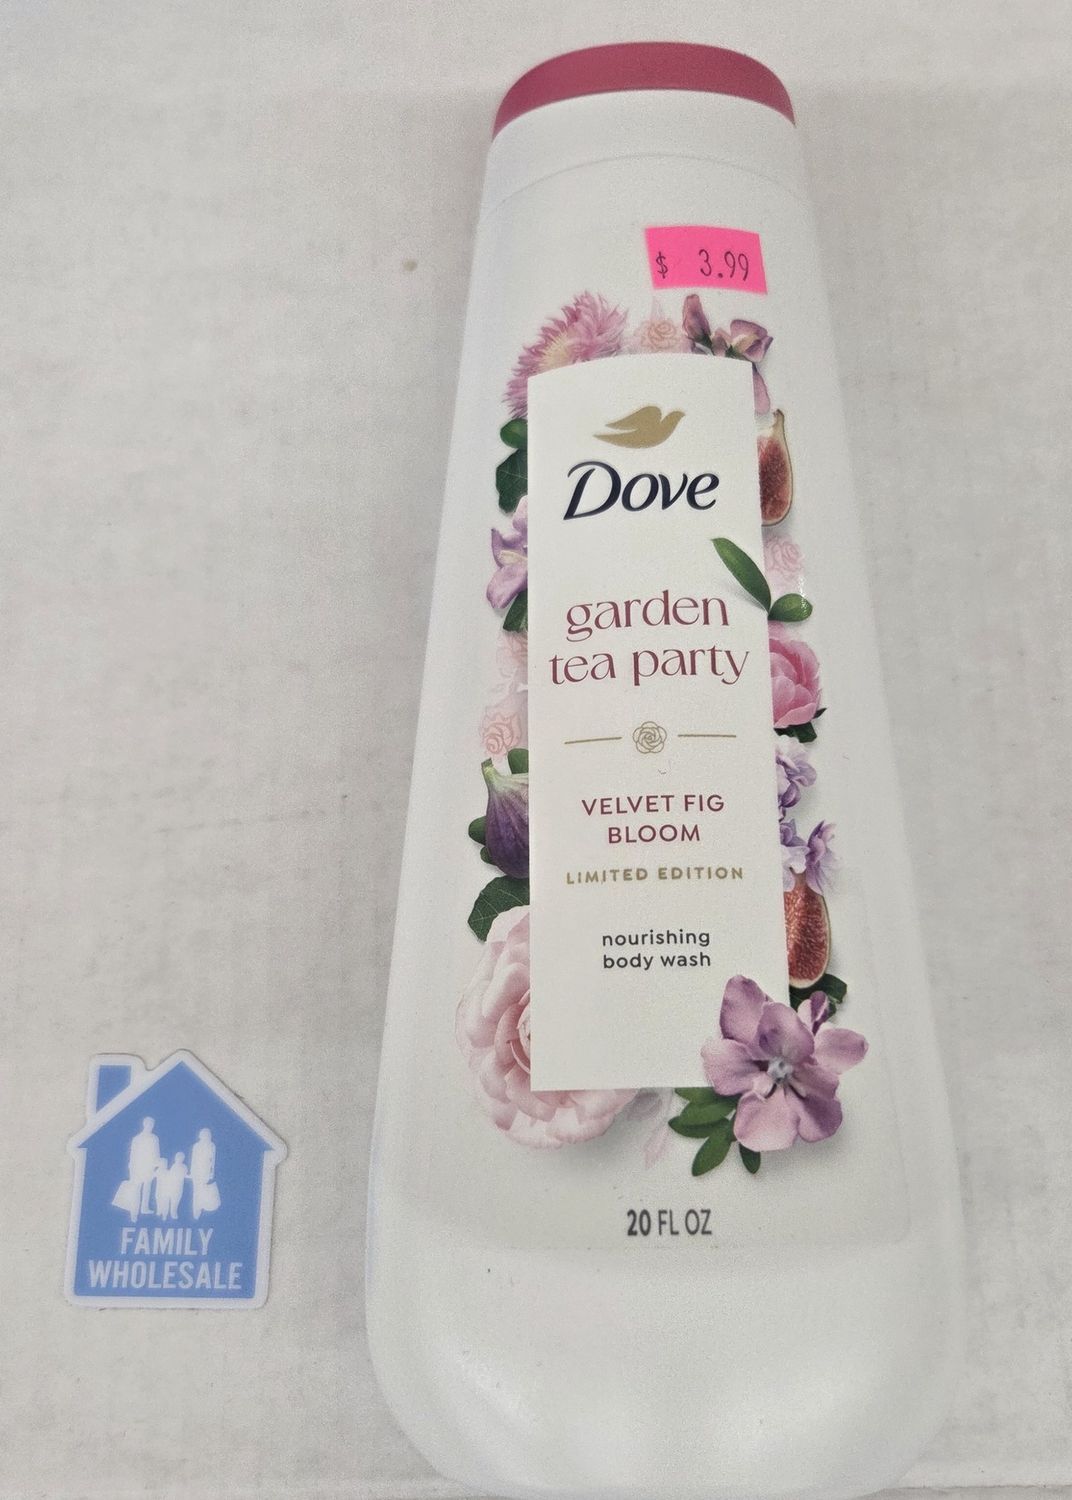 $ 3.99
Dove
garden
tea party
VELVET FIG
BLOOM
LIMITED EDITION
nourishing
body wash
20 FL OZ
FAMILY
WHOLESALE